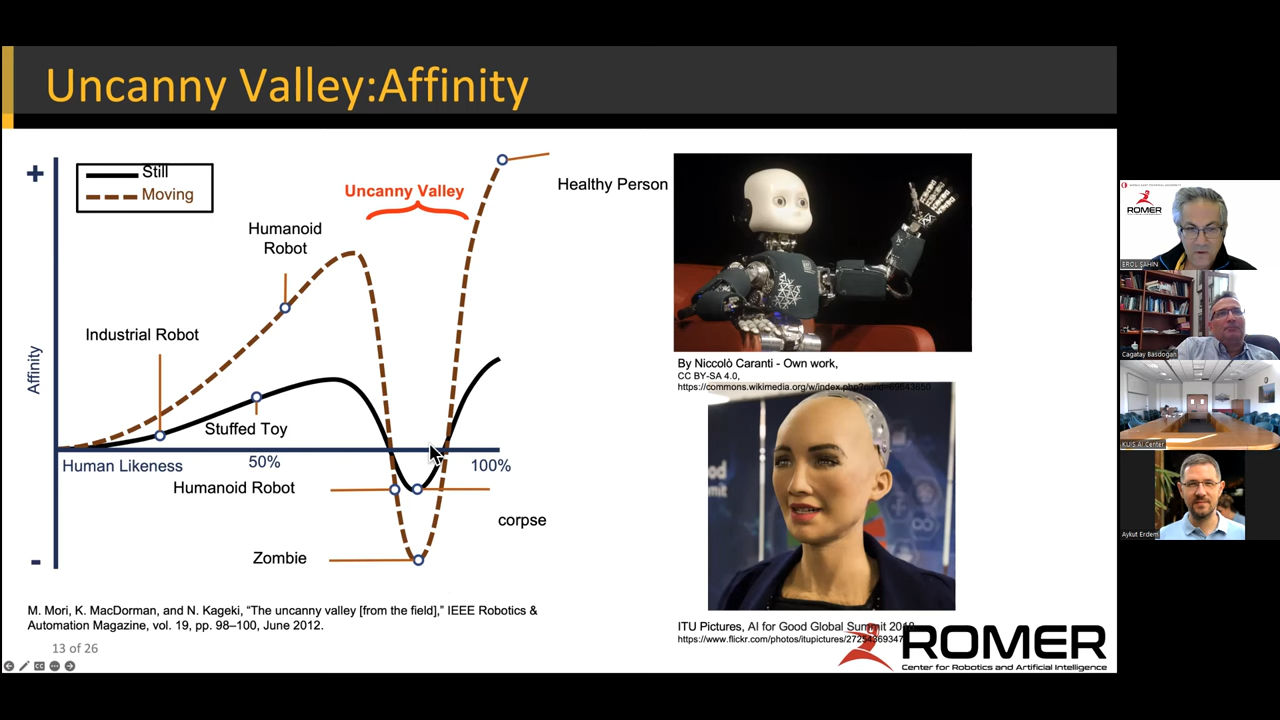 Uncanny Valley:Affinity
+
Still
Moving
Uncanny Valley
Healthy Person
Humanoid
Robot
Industrial Robot
Affinity
Stuffed Toy
Human Likeness
50%
100%
Humanoid Robot
corpse
Zombie
-
M. Mori, K. MacDorman, and N. Kageki, “The uncanny valley [from the field],” IEEE Robotics &
Automation Magazine, vol. 19, pp. 98–100, June 2012.
13 of 26
By Niccolò Caranti - Own work,
CC BY-SA 4.0,
https://commons.wikimedia.org/w/index.php?curid=
ITU Pictures, AI for Good Global Summit
https://www.flickr.com/photos/itupictures/
ROMER
Center for Robotics and Artificial Intelligence
ROMER
EROL ŞAHİN
Cagatay Basdogan
KUIS AI Center
Aykut Erdem